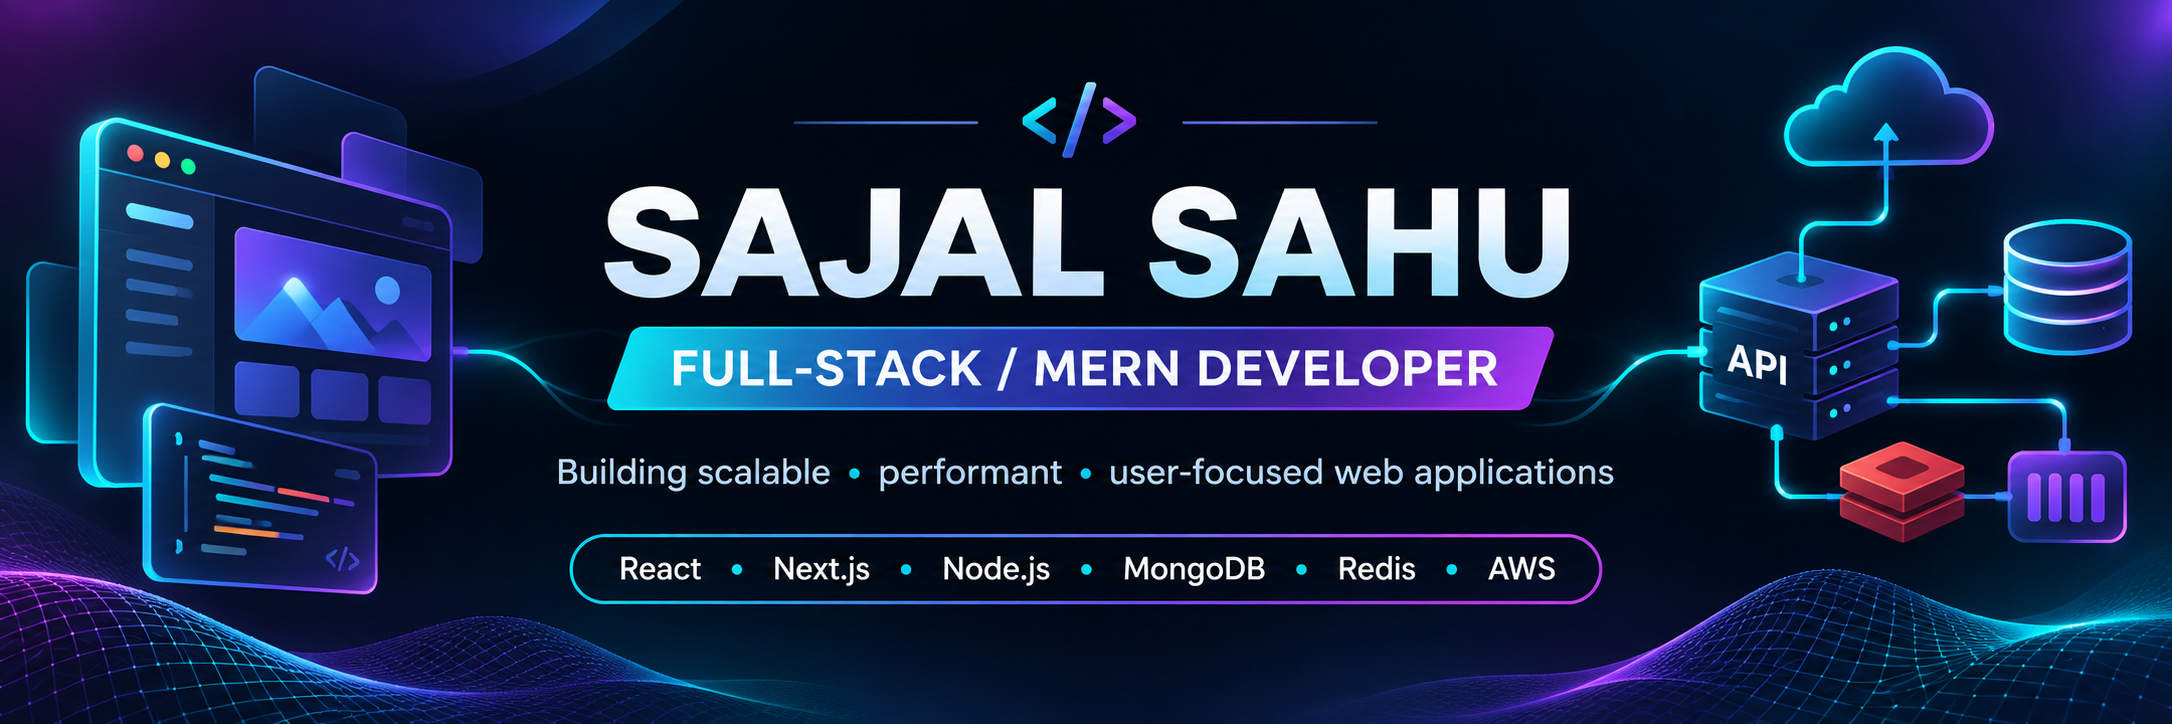 </>
SAJAL SAHU
FULL-STACK / MERN DEVELOPER
Building scalable • performant • user-focused web applications
React • Next.js • Node.js • MongoDB • Redis • AWS
API
</>